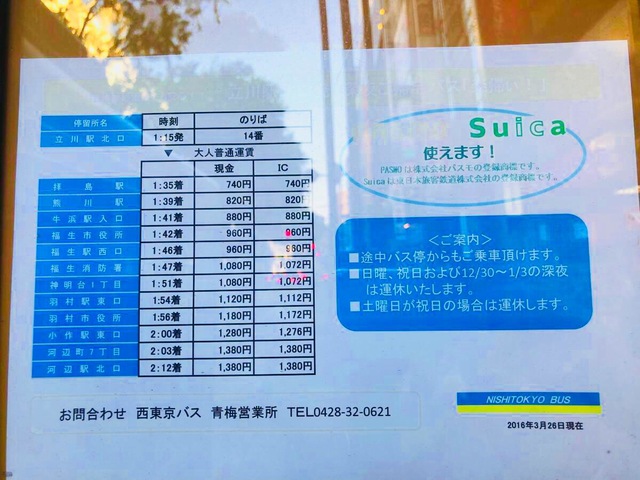 停留所名 時刻 のりば
立川駅北口 1:15発 14番
▼ 大人普通運賃
現金 IC
拝島駅 1:35着 740円 740円
熊川駅 1:39着 820円 820円
牛浜駅入口 1:41着 880円 880円
福生市役所 1:42着 960円 960円
福生駅西口 1:46着 960円 960円
福生消防署 1:47着 1,080円 1,072円
神明台1丁目 1:51着 1,080円 1,072円
羽村駅東口 1:54着 1,120円 1,112円
羽村市役所 1:56着 1,180円 1,172円
小作駅東口 2:00着 1,280円 1,276円
河辺町7丁目 2:03着 1,380円 1,380円
河辺駅北口 2:12着 1,380円 1,380円
Suica
使えます!
PASMOは株式会社パスモの登録商標です。
Suicaは東日本旅客鉄道株式会社の登録商標です。
<ご案内>
■途中バス停からもご乗車頂けます。
■日曜、祝日および12/30~1/3の深夜
は運休いたします。
■土曜日が祝日の場合は運休します。
お問合わせ 西東京バス 青梅営業所 TEL0428-32-0621
NISHITOKYO BUS
2016年3月26日現在